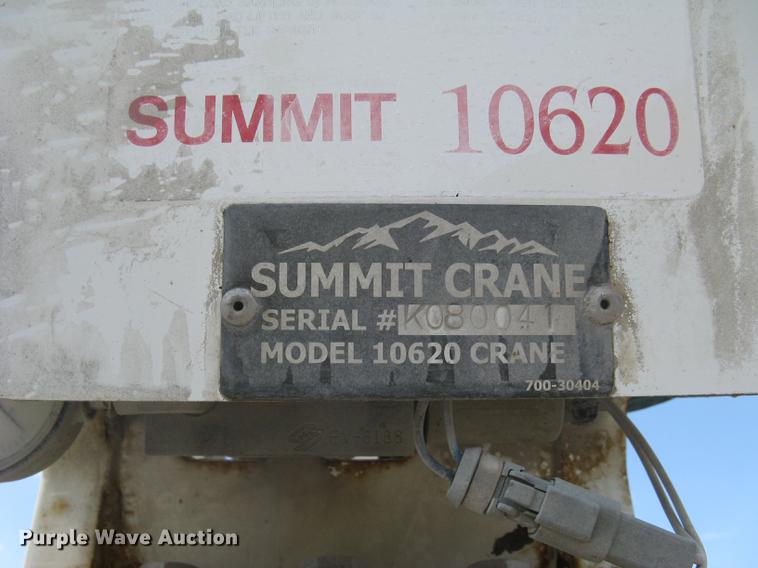 SUMMIT 10620
SUMMIT CRANE
SERIAL # K080041
MODEL 10620 CRANE
700-30404
Purple Wave Auction